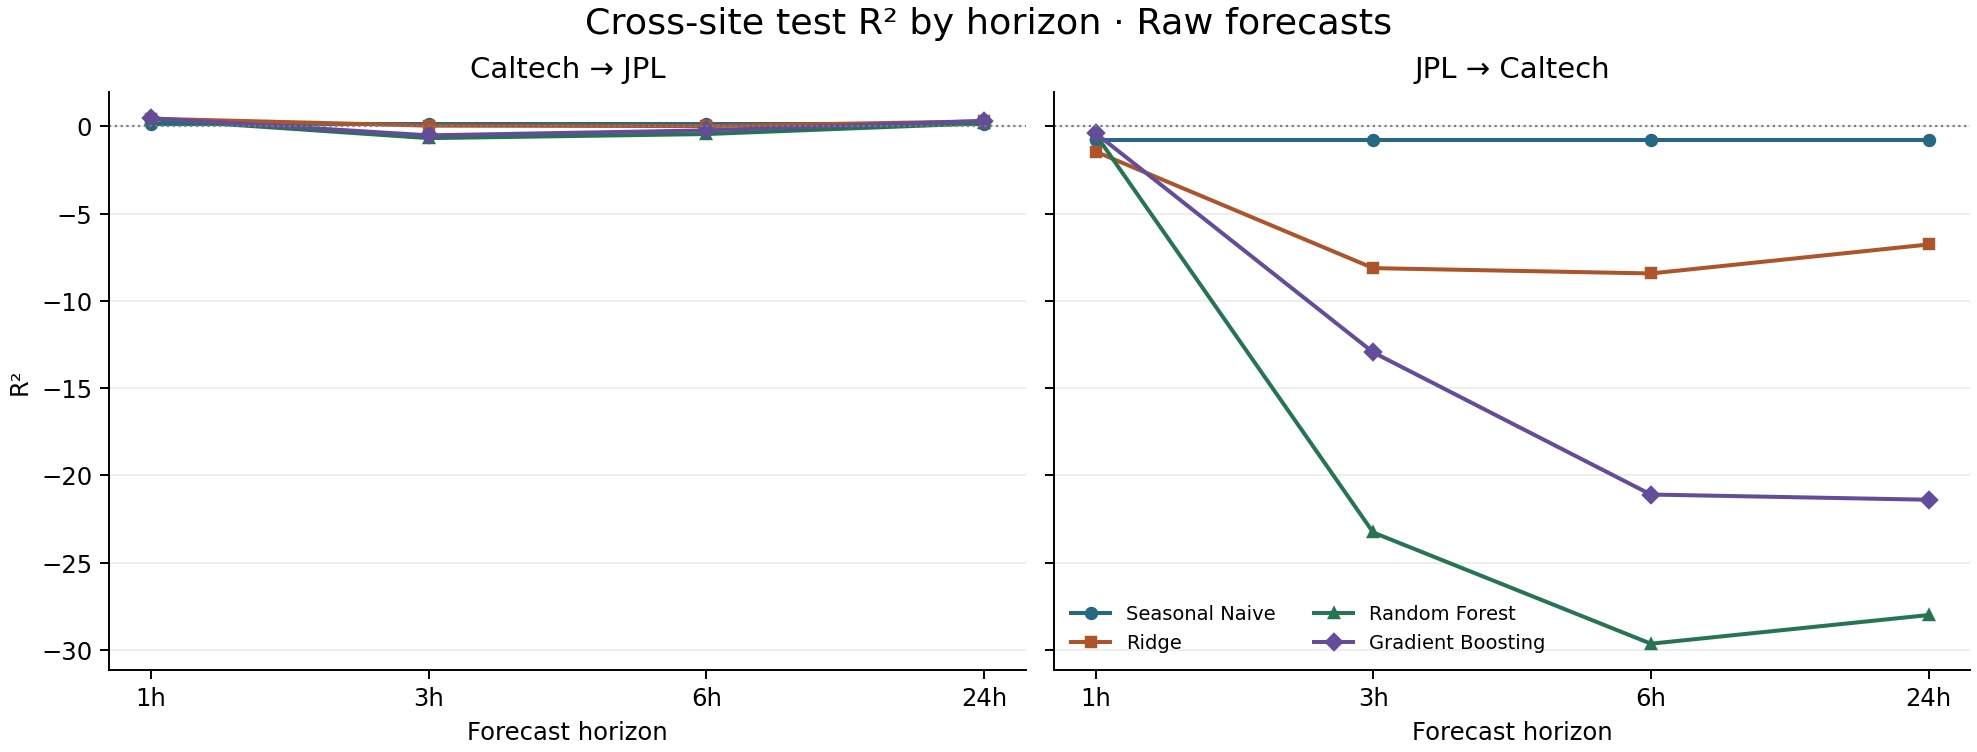 Cross-site test R² by horizon · Raw forecasts
Caltech → JPL
0
−5
−10
−15
−20
−25
−30
R²
1h
3h
6h
24h
Forecast horizon
JPL → Caltech
Seasonal Naive
Ridge
Random Forest
Gradient Boosting
1h
3h
6h
24h
Forecast horizon